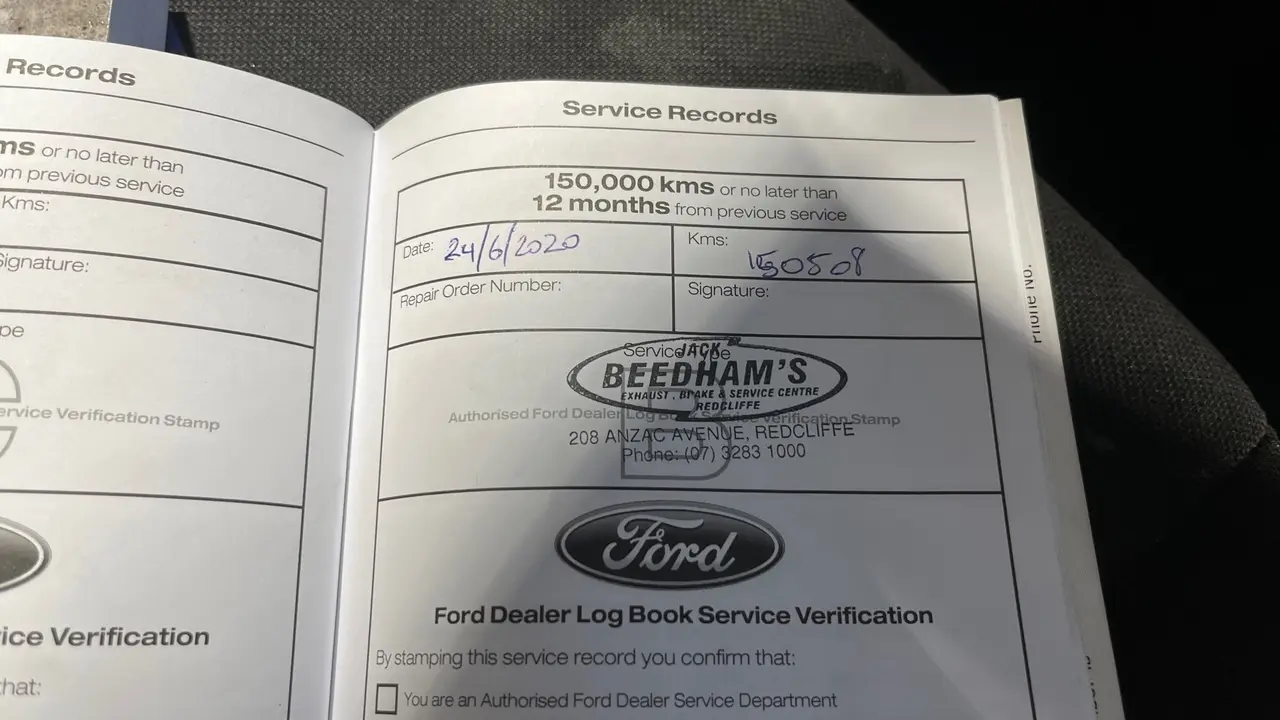 Records
ms or no later than
om previous service
Kms:
Signature:
pe
ervice Verification Stamp
ice Verification
hat:
Service Records
150,000 kms or no later than
12 months from previous service
Date: 24/6/2020
Kms: 150508
Repair Order Number:
Signature:
Service Type
JACK
BEEDHAM'S
EXHAUST, BRAKE & SERVICE CENTRE
REDCLIFFE
Authorised Ford Dealer Log Book Service Verification Stamp
B
208 ANZAC AVENUE, REDCLIFFE
Phone: (07) 3283 1000
Ford
Ford Dealer Log Book Service Verification
By stamping this service record you confirm that:
You are an Authorised Ford Dealer Service Department
Phone No.